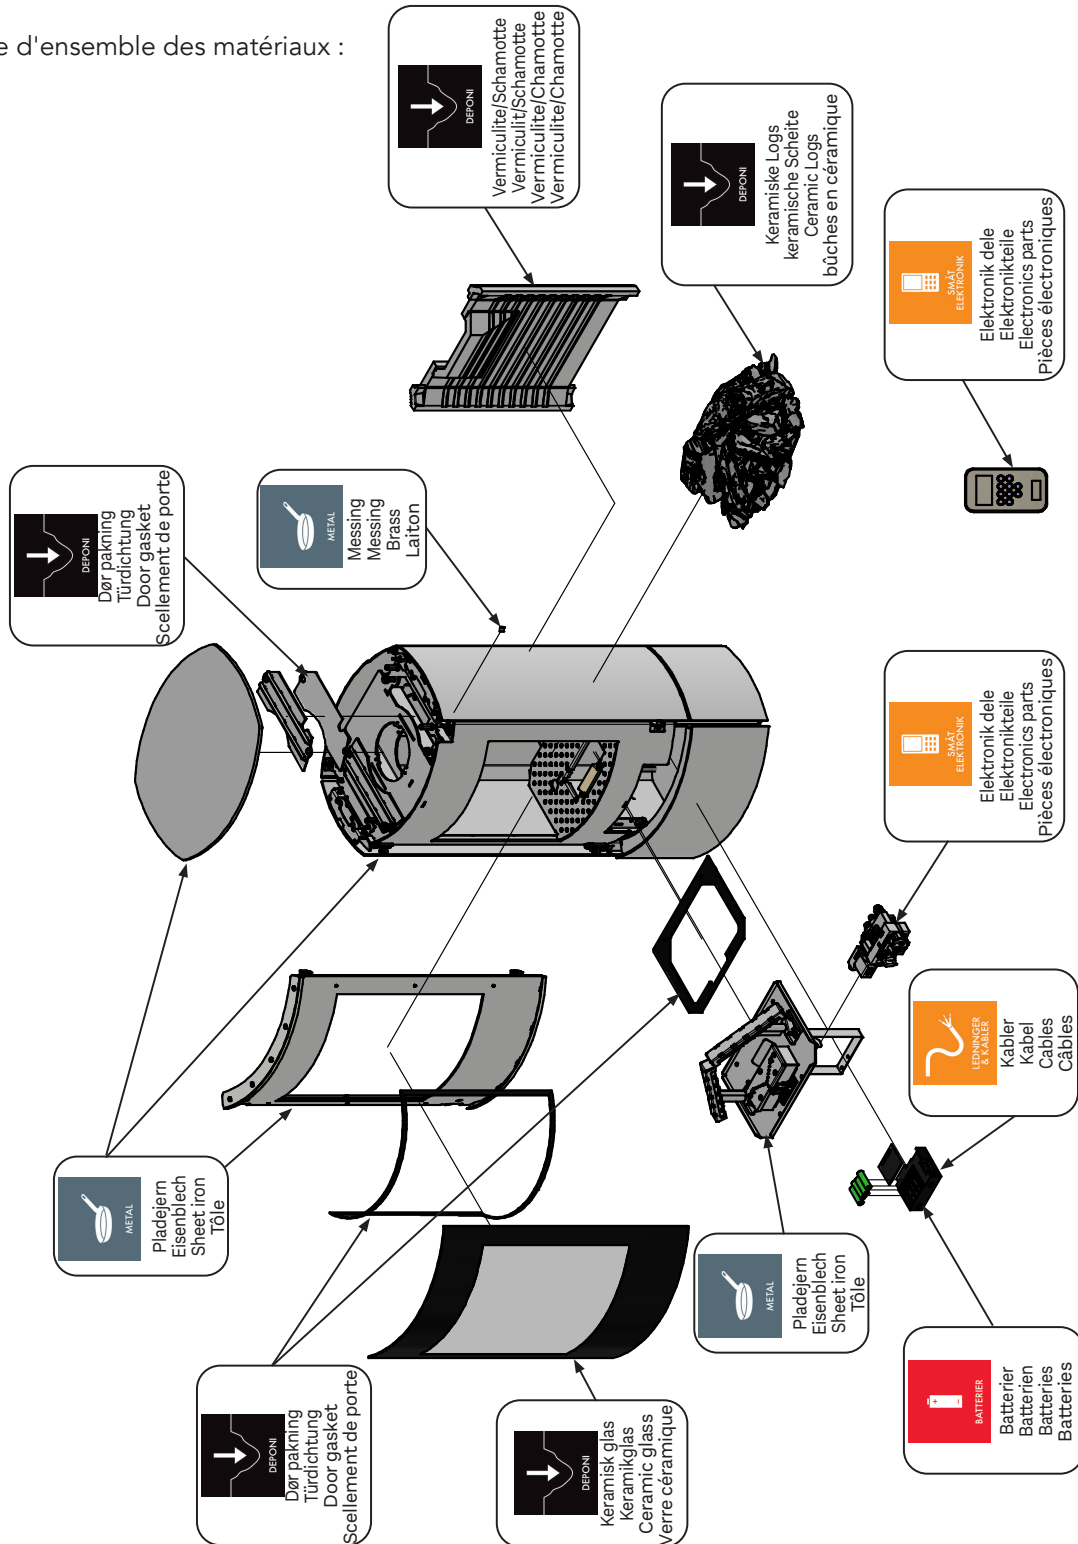 e d'ensemble des matériaux :
DEPONI
Vermiculite/Schamotte
Vermiculit/Schamotte
Vermiculite/Chamotte
Vermiculite/Chamotte
DEPONI
Keramiske Logs
keramische Scheite
Ceramic Logs
bûches en céramique
SMÅT
ELEKTRONIK
Elektronik dele
Elektronikteile
Electronics parts
Pièces électroniques
DEPONI
Dør pakning
Türdichtung
Door gasket
Scellement de porte
METAL
Messing
Messing
Brass
Laiton
SMÅT
ELEKTRONIK
Elektronik dele
Elektronikteile
Electronics parts
Pièces électroniques
LEDNINGER
& KABLER
Kabler
Kabel
Cables
Câbles
METAL
Pladejern
Eisenblech
Sheet iron
Tôle
METAL
Pladejern
Eisenblech
Sheet iron
Tôle
DEPONI
Dør pakning
Türdichtung
Door gasket
Scellement de porte
DEPONI
Keramisk glas
Keramikglas
Ceramic glass
Verre céramique
BATTERIER
Batterier
Batterien
Batteries
Batteries